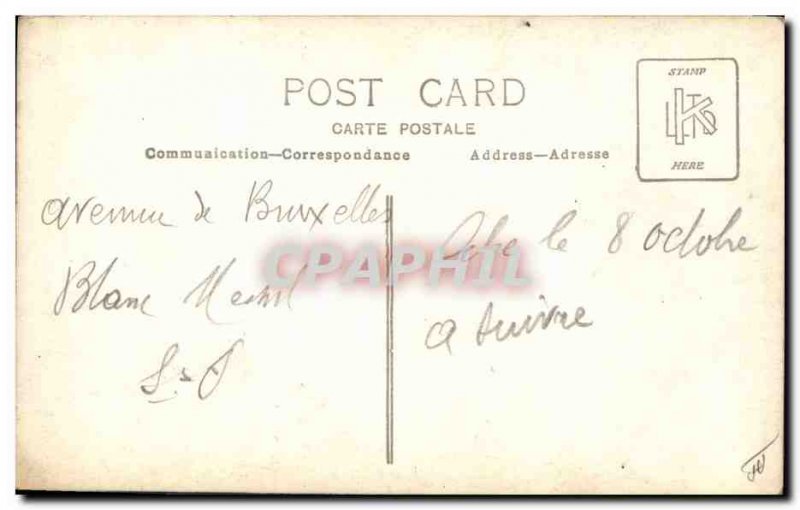 POST CARD
CARTE POSTALE
Communication—Correspondance
Address—Adresse
STAMP
LKTD
HERE
avenue de Bruxelles
Blanc Mesnil
S-O
le 8 octobre
a suivre
CPAPHIL